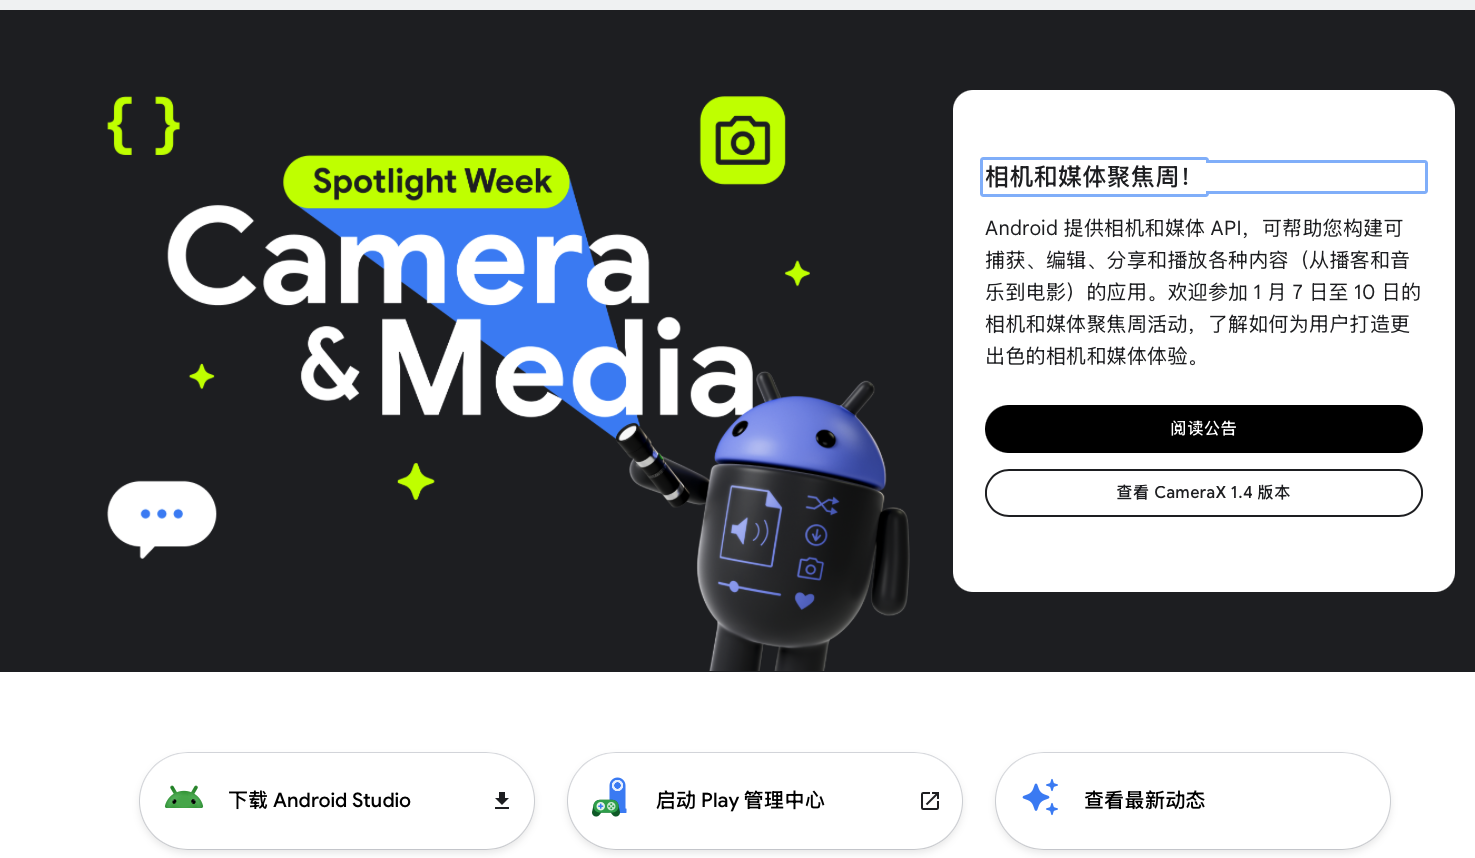 { }
Spotlight Week
Camera
& Media
相机和媒体聚焦周！
Android 提供相机和媒体 API，可帮助您构建可
捕获、编辑、分享和播放各种内容（从播客和音
乐到电影）的应用。欢迎参加 1 月 7 日至 10 日的
相机和媒体聚焦周活动，了解如何为用户打造更
出色的相机和媒体体验。
阅读公告
查看 CameraX 1.4 版本
下载 Android Studio
启动 Play 管理中心
查看最新动态